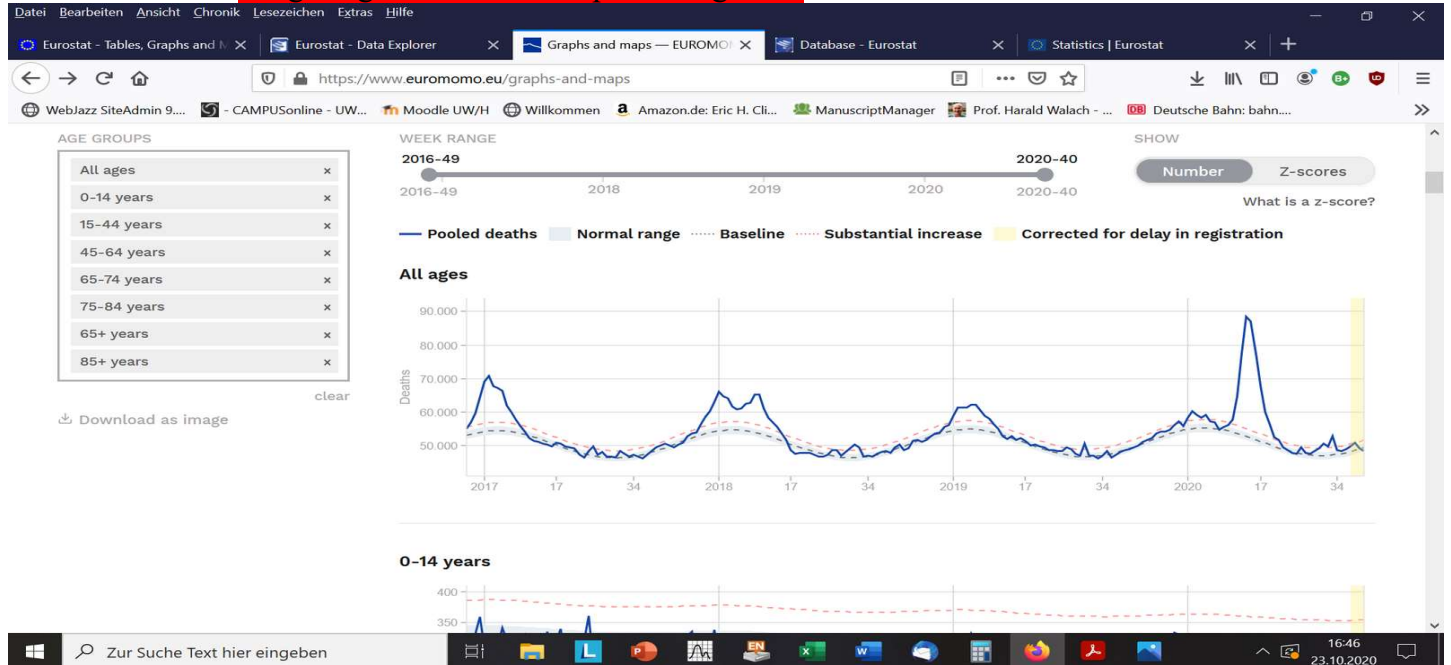 Datei Bearbeiten Ansicht Chronik Lesezeichen Extras Hilfe
Eurostat - Tables, Graphs and M
Eurostat - Data Explorer
Graphs and maps — EUROMOM
Database - Eurostat
Statistics | Eurostat
https://www.euromomo.eu/graphs-and-maps
WebJazz SiteAdmin 9.... - CAMPUSonline - UW... Moodle UW/H Willkommen Amazon.de: Eric H. Cli... ManuscriptManager Prof. Harald Walach - ... Deutsche Bahn: bahn....
AGE GROUPS
All ages ×
0-14 years ×
15-44 years ×
45-64 years ×
65-74 years ×
75-84 years ×
65+ years ×
85+ years ×
clear
Download as image
WEEK RANGE
2016-49 2020-40
2016-49 2018 2019 2020 2020-40
SHOW
Number Z-scores
What is a z-score?
Pooled deaths Normal range Baseline Substantial increase Corrected for delay in registration
All ages
90.000
80.000
70.000
60.000
50.000
Deaths
2017 17 34 2018 17 34 2019 17 34 2020 17 34
0-14 years
400
350
Zur Suche Text hier eingeben
16:46
23.10.2020